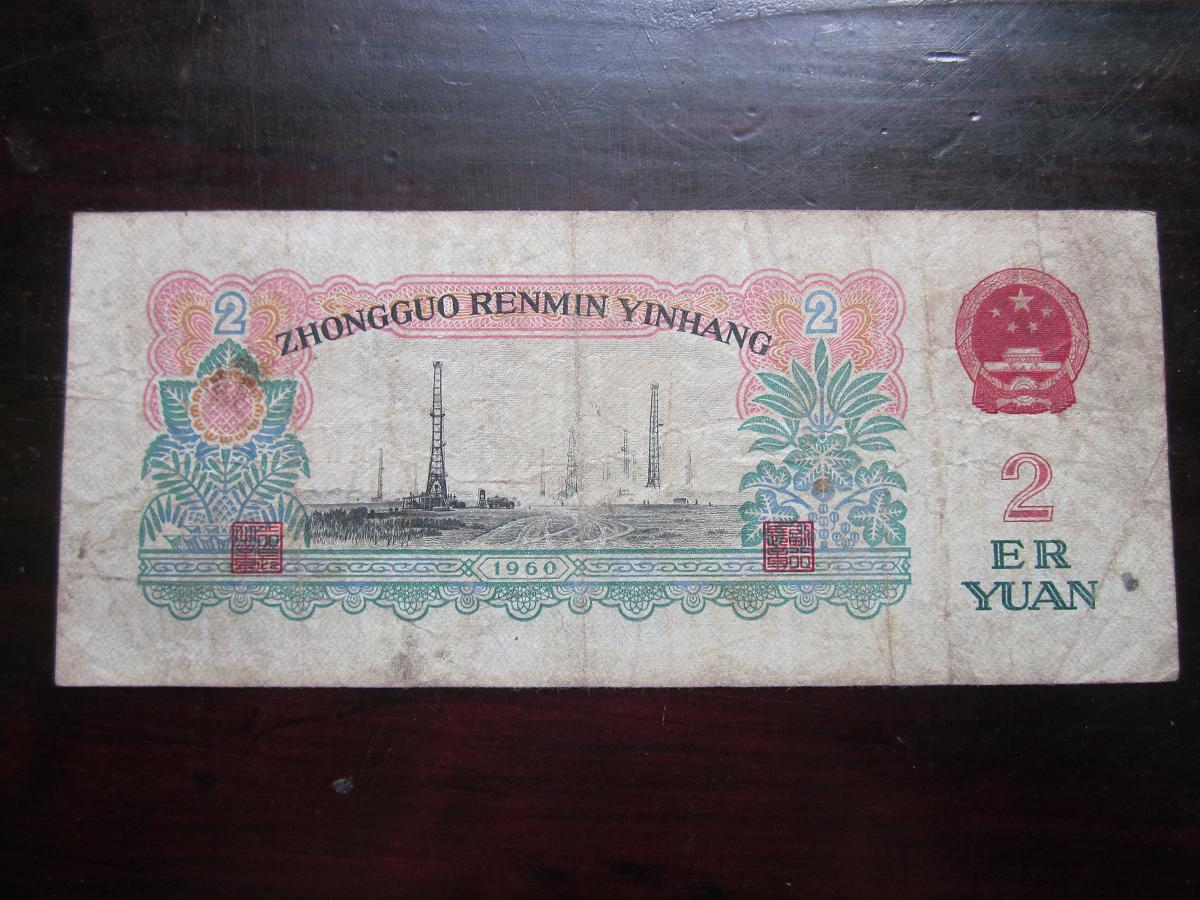 2
2
ZHONGGUO RENMIN YINHANG
1960
2
ER
YUAN